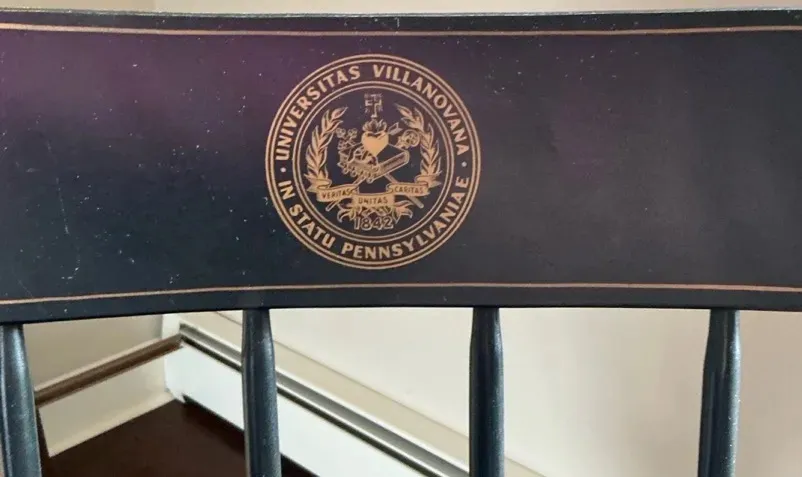 UNIVERSITAS VILLANOVANA
· IN STATU PENNSYLVANIAE ·
VERITAS
UNITAS
CARITAS
1842